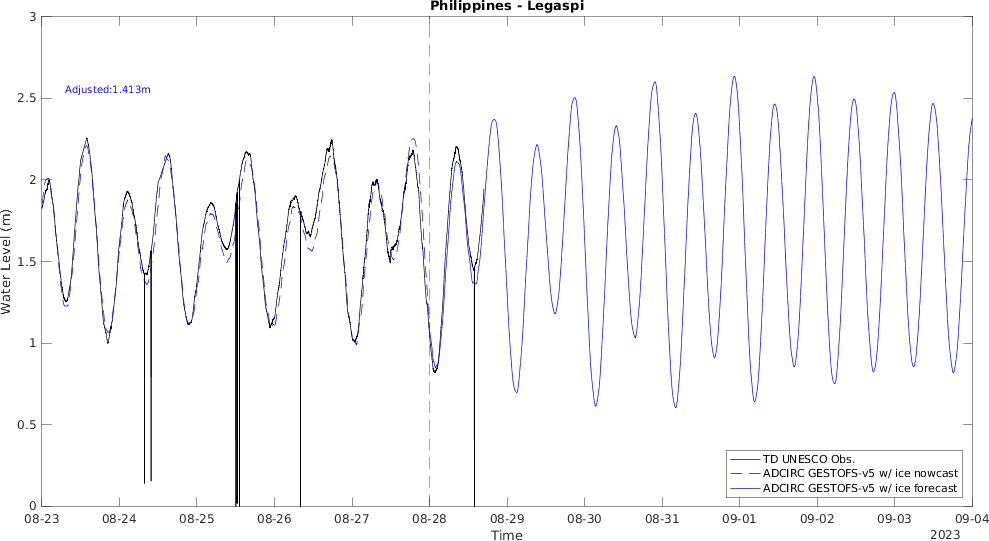 Philippines - Legaspi
3
2.5
2
1.5
1
0.5
0
Water Level (m)
Adjusted:1.413m
TD UNESCO Obs.
ADCIRC GESTOFS-v5 w/ ice nowcast
ADCIRC GESTOFS-v5 w/ ice forecast
08-23 08-24 08-25 08-26 08-27 08-28 08-29 08-30 08-31 09-01 09-02 09-03 09-04
Time
2023